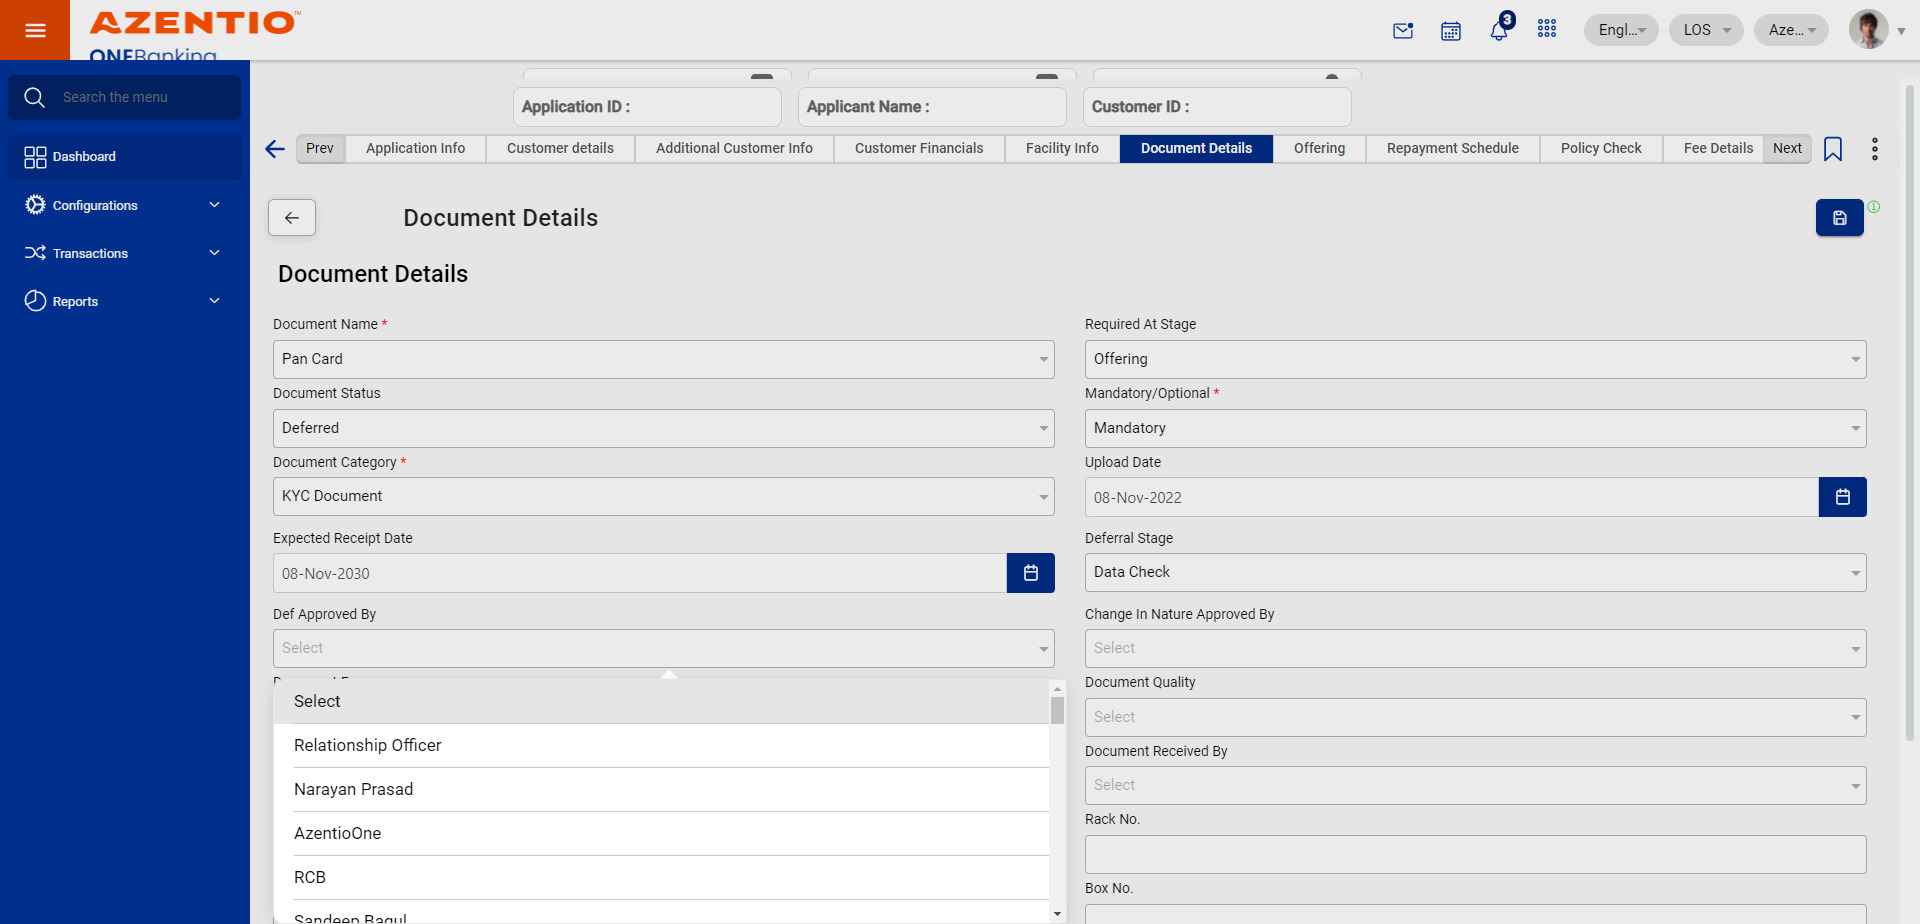 AZENTIO™
ONEBanking
3
Engl...
LOS
Aze...
Search the menu
Dashboard
Configurations
Transactions
Reports
Application ID :
Applicant Name :
Customer ID :
Prev
Application Info
Customer details
Additional Customer Info
Customer Financials
Facility Info
Document Details
Offering
Repayment Schedule
Policy Check
Fee Details
Next
Document Details
Document Details
Document Name *
Required At Stage
Pan Card
Offering
Document Status
Mandatory/Optional *
Deferred
Mandatory
Document Category *
Upload Date
KYC Document
08-Nov-2022
Expected Receipt Date
Deferral Stage
08-Nov-2030
Data Check
Def Approved By
Change In Nature Approved By
Select
Select
Document Quality
Select
Select
Relationship Officer
Document Received By
Narayan Prasad
Select
AzentioOne
Rack No.
RCB
Box No.
Sandeep Bagul